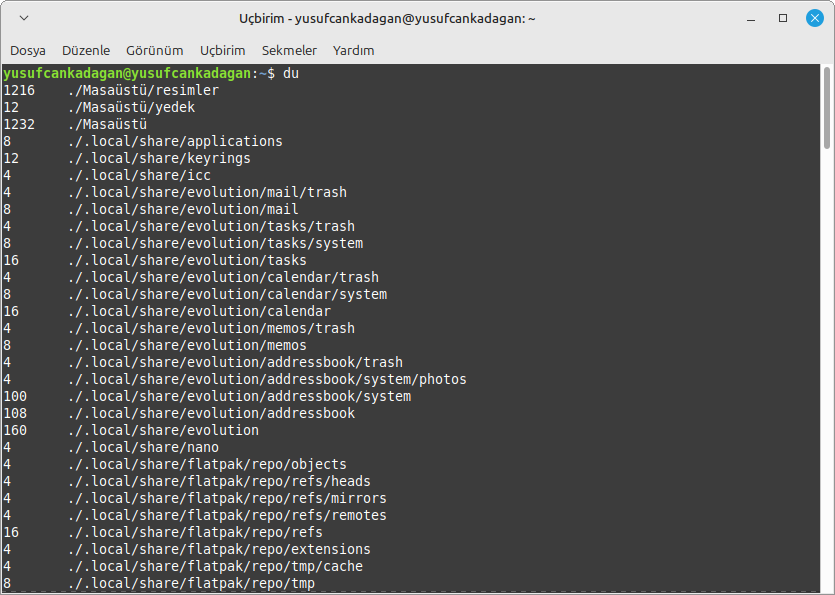 Uçbirim - yusufcankadagan@yusufcankadagan: ~
Dosya Düzenle Görünüm Uçbirim Sekmeler Yardım
yusufcankadagan@yusufcankadagan:~$ du
1216 ./Masaüstü/resimler
12 ./Masaüstü/yedek
1232 ./Masaüstü
8 ./.local/share/applications
12 ./.local/share/keyrings
4 ./.local/share/icc
4 ./.local/share/evolution/mail/trash
8 ./.local/share/evolution/mail
4 ./.local/share/evolution/tasks/trash
8 ./.local/share/evolution/tasks/system
16 ./.local/share/evolution/tasks
4 ./.local/share/evolution/calendar/trash
8 ./.local/share/evolution/calendar/system
16 ./.local/share/evolution/calendar
4 ./.local/share/evolution/memos/trash
8 ./.local/share/evolution/memos
4 ./.local/share/evolution/addressbook/trash
4 ./.local/share/evolution/addressbook/system/photos
100 ./.local/share/evolution/addressbook/system
108 ./.local/share/evolution/addressbook
160 ./.local/share/evolution
4 ./.local/share/nano
4 ./.local/share/flatpak/repo/objects
4 ./.local/share/flatpak/repo/refs/heads
4 ./.local/share/flatpak/repo/refs/mirrors
4 ./.local/share/flatpak/repo/refs/remotes
16 ./.local/share/flatpak/repo/refs
4 ./.local/share/flatpak/repo/extensions
4 ./.local/share/flatpak/repo/tmp/cache
8 ./.local/share/flatpak/repo/tmp